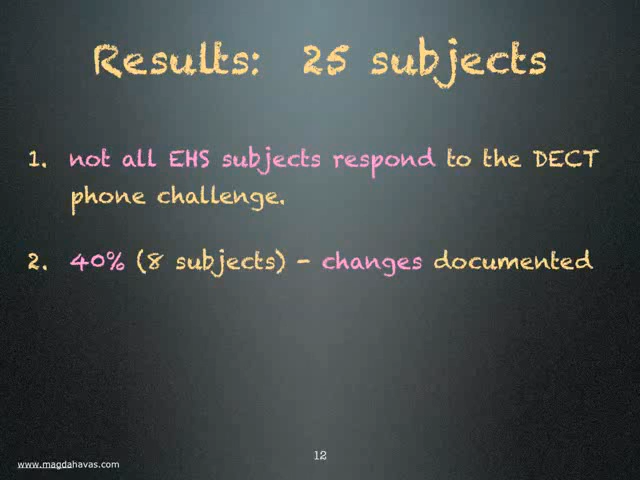 Results: 25 subjects
1. not all EHS subjects respond to the DECT
phone challenge.
2. 40% (8 subjects) - changes documented
12
www.magdahavas.com